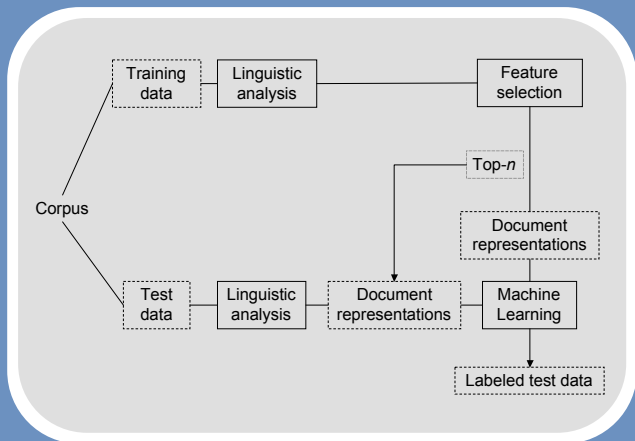 Training
data
Linguistic
analysis
Feature
selection
Top-n
Corpus
Document
representations
Test
data
Linguistic
analysis
Document
representations
Machine
Learning
Labeled test data